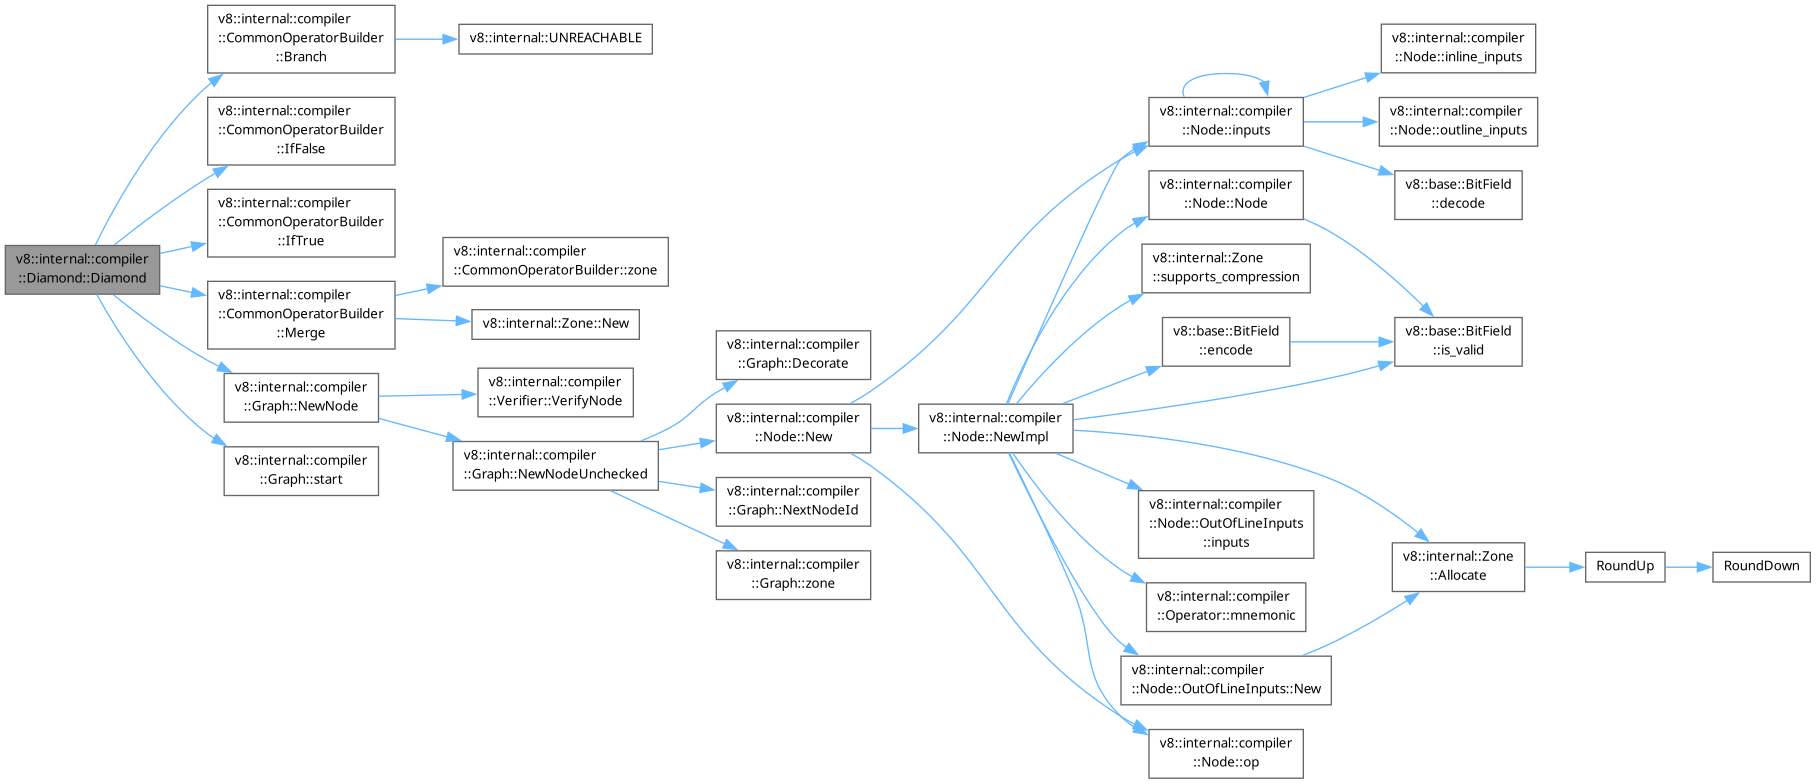 v8::internal::compiler
::Diamond::Diamond
v8::internal::compiler
::CommonOperatorBuilder
::Branch
v8::internal::UNREACHABLE
v8::internal::compiler
::CommonOperatorBuilder
::IfFalse
v8::internal::compiler
::CommonOperatorBuilder
::IfTrue
v8::internal::compiler
::CommonOperatorBuilder
::Merge
v8::internal::compiler
::CommonOperatorBuilder::zone
v8::internal::Zone::New
v8::internal::compiler
::Graph::NewNode
v8::internal::compiler
::Verifier::VerifyNode
v8::internal::compiler
::Graph::NewNodeUnchecked
v8::internal::compiler
::Graph::start
v8::internal::compiler
::Graph::Decorate
v8::internal::compiler
::Node::New
v8::internal::compiler
::Graph::NextNodeId
v8::internal::compiler
::Graph::zone
v8::internal::compiler
::Node::NewImpl
v8::internal::compiler
::Node::inputs
v8::internal::compiler
::Node::Node
v8::internal::Zone
::supports_compression
v8::base::BitField
::encode
v8::internal::compiler
::Node::OutOfLineInputs
::inputs
v8::internal::compiler
::Operator::mnemonic
v8::internal::compiler
::Node::OutOfLineInputs::New
v8::internal::compiler
::Node::op
v8::internal::compiler
::Node::inline_inputs
v8::internal::compiler
::Node::outline_inputs
v8::base::BitField
::decode
v8::base::BitField
::is_valid
v8::internal::Zone
::Allocate
RoundUp
RoundDown